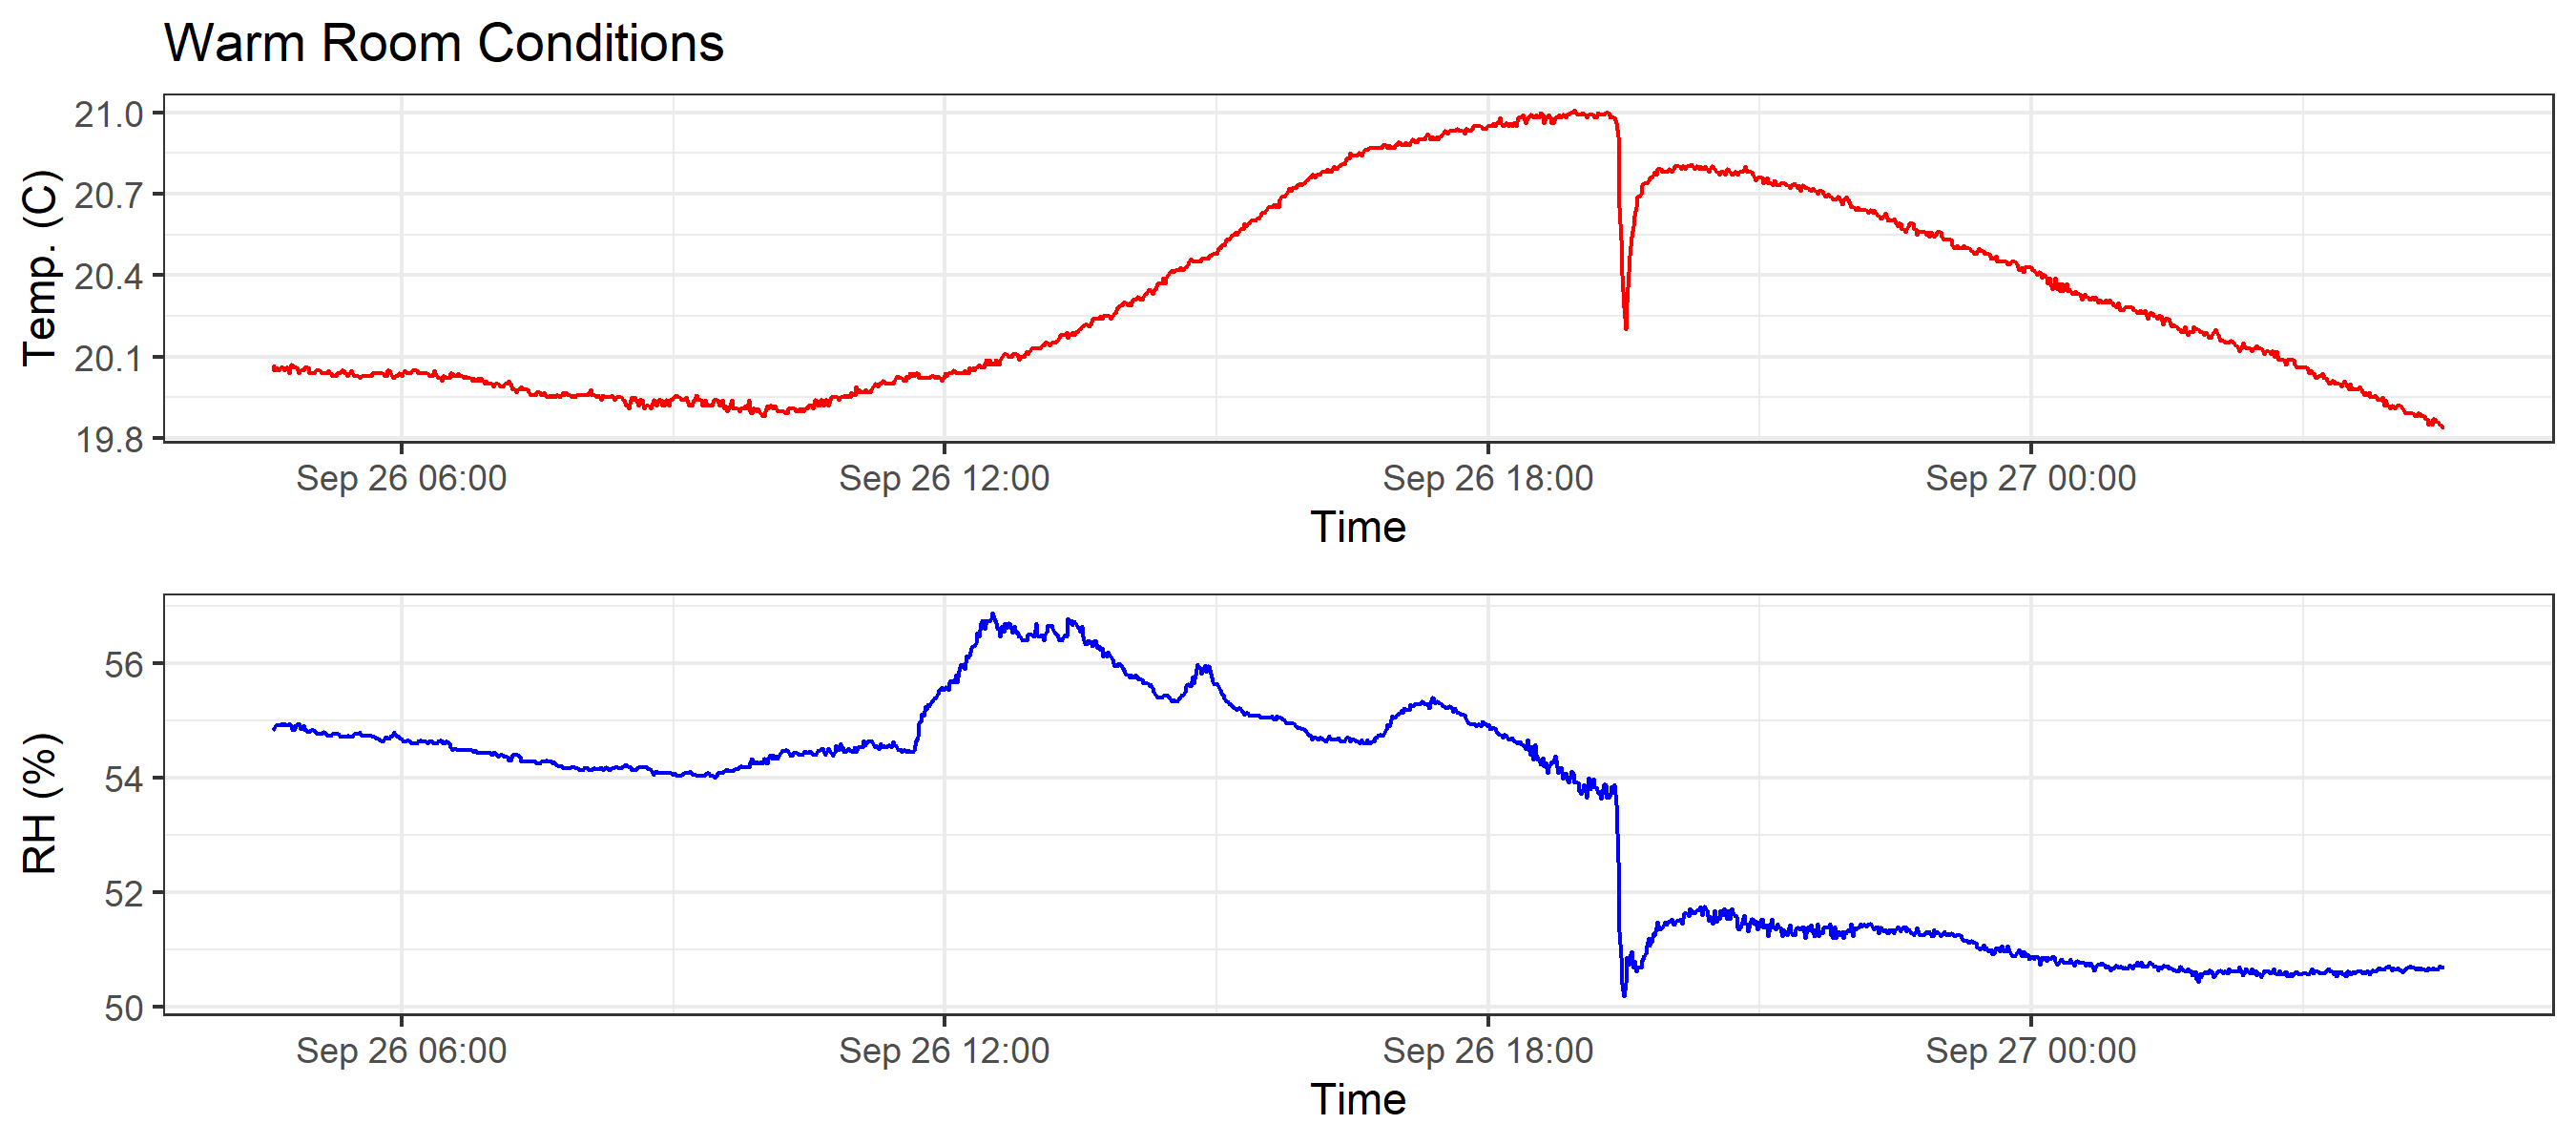 Warm Room Conditions
Temp. (C)
21.0
20.7
20.4
20.1
19.8
Sep 26 06:00 Sep 26 12:00 Sep 26 18:00 Sep 27 00:00
Time
RH (%)
56
54
52
50
Sep 26 06:00 Sep 26 12:00 Sep 26 18:00 Sep 27 00:00
Time